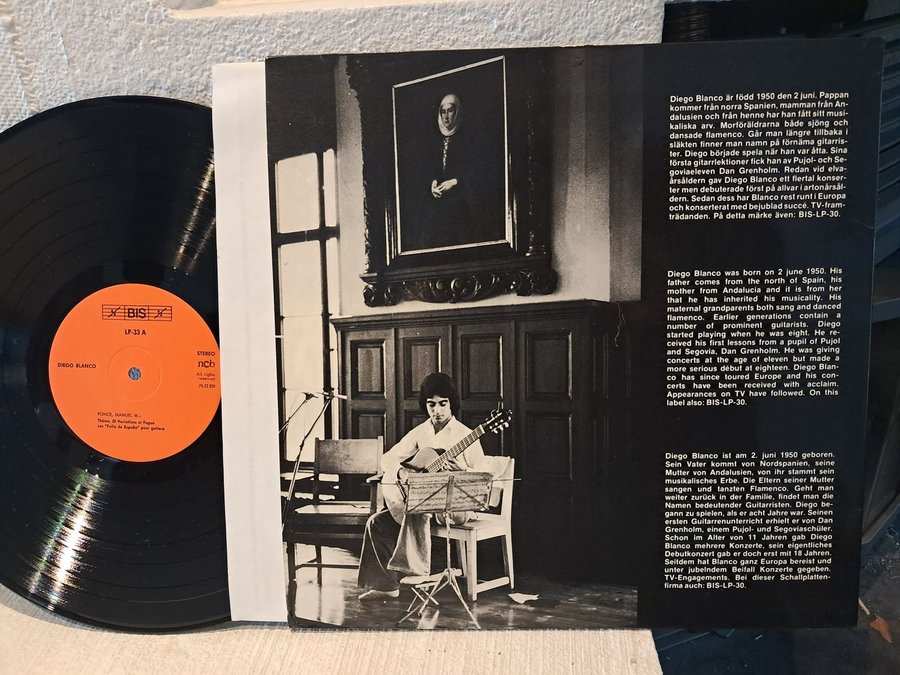 BIS
LP-33 A
STEREO
DIEGO BLANCO
ncb
All rights
reserved
PONCE, MANUEL M.:
Thème, 20 Variations et Fugue
sur "Folia de España" pour guitare
Diego Blanco är född 1950 den 2 juni. Pappan
kommer från norra Spanien, mamman från An-
dalusien och från henne har han fått sitt musi-
kaliska arv. Morföräldrarna både sjöng och
dansade flamenco. Går man längre tillbaka i
släkten finner man namn på förnäma gitarris-
ter. Diego började spela när han var åtta. Sina
första gitarrlektioner fick han av Pujol- och Se-
goviaeleven Dan Grenholm. Redan vid elva-
årsåldern gav Diego Blanco ett flertal konser-
ter men debuterade först på allvar i artonårsål-
dern. Sedan dess har Blanco rest runt i Europa
och konserterat med bejublad succé. TV-fram-
trädanden. På detta märke även: BIS-LP-30.
Diego Blanco was born on 2 june 1950. His
father comes from the north of Spain, his
mother from Andalucia and it is from her
that he has inherited his musicality. His
maternal grandparents both sang and danced
flamenco. Earlier generations contain a
number of prominent guitarists. Diego
started playing when he was eight. He re-
ceived his first lessons from a pupil of Pujol
and Segovia, Dan Grenholm. He was giving
concerts at the age of eleven but made a
more serious début at eighteen. Diego Blan-
co has since toured Europe and his con-
certs have been received with acclaim.
Appearances on TV have followed. On this
label also: BIS-LP-30.
Diego Blanco ist am 2. juni 1950 geboren.
Sein Vater kommt von Nordspanien, seine
Mutter von Andalusien, von ihr stammt sein
musikalisches Erbe. Die Eltern seiner Mutter
sangen und tanzten Flamenco. Geht man
weiter zurück in der Familie, findet man die
Namen bedeutender Guitarristen. Diego be-
gann zu spielen, als er acht Jahre war. Seinen
ersten Guitarrenunterricht erhielt er von Dan
Grenholm, einem Pujol- und Segoviaschüler.
Schon im Alter von 11 Jahren gab Diego
Blanco mehrere Konzerte, sein eigentliches
Debutkonzert gab er doch erst mit 18 Jahren.
Seitdem hat Blanco ganz Europa bereist und
unter jubelndem Beifall Konzerte gegeben.
TV-Engagements. Bei dieser Schallplatten-
firma auch: BIS-LP-30.